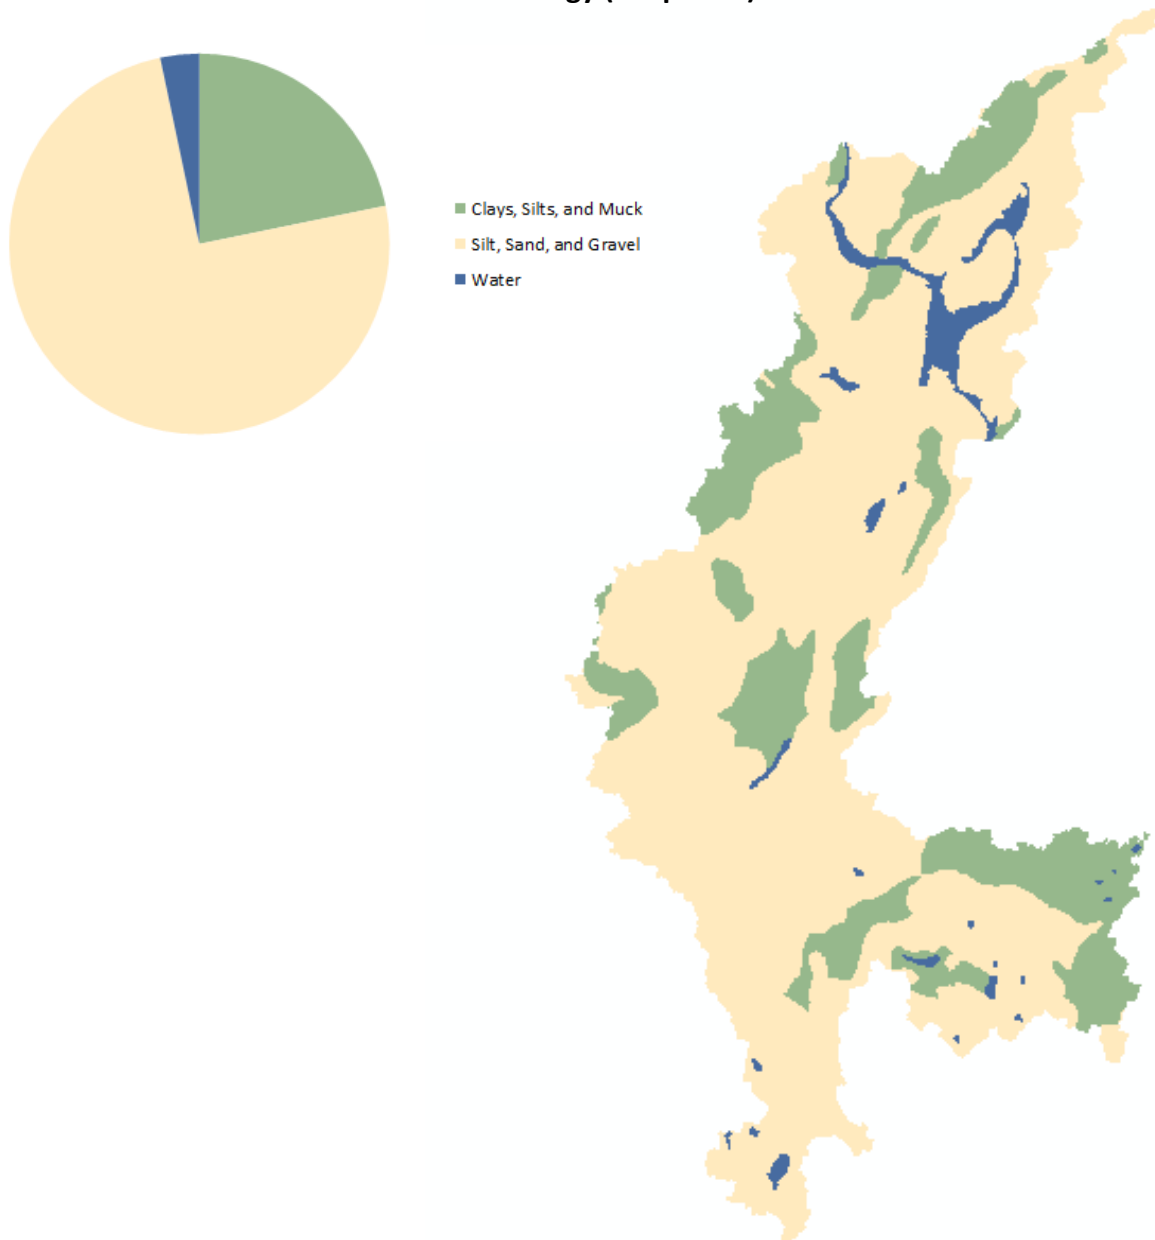 Clays, Silts, and Muck
Silt, Sand, and Gravel
Water